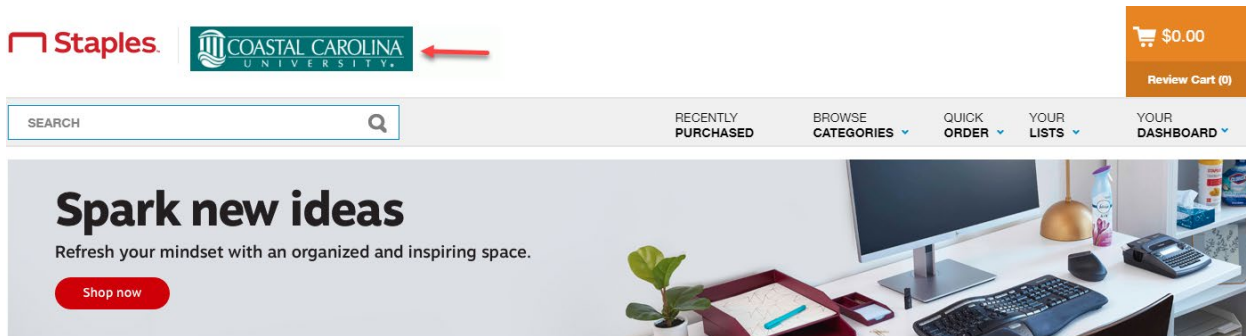 Staples.
COASTAL CAROLINA
UNIVERSITY.
$0.00
Review Cart (0)
SEARCH
RECENTLY
PURCHASED
BROWSE
CATEGORIES
QUICK
ORDER
YOUR
LISTS
YOUR
DASHBOARD
Spark new ideas
Refresh your mindset with an organized and inspiring space.
Shop now